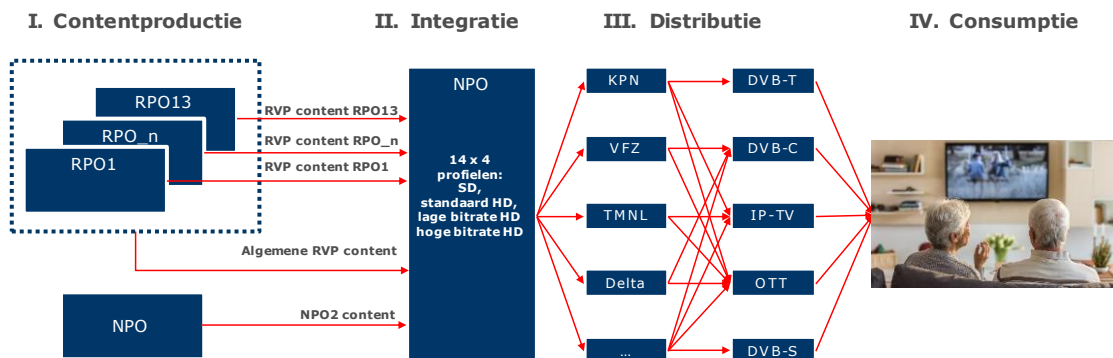 I. Contentproductie
II. Integratie
III. Distributie
IV. Consumptie
RPO13
RPO_n
RPO1
RVP content RPO13
RVP content RPO_n
RVP content RPO1
Algemene RVP content
NPO
NPO2 content
NPO
14 x 4
profielen:
SD,
standaard HD,
lage bitrate HD
hoge bitrate HD
KPN
VFZ
TMNL
Delta
...
DVB-T
DVB-C
IP-TV
OTT
DVB-S